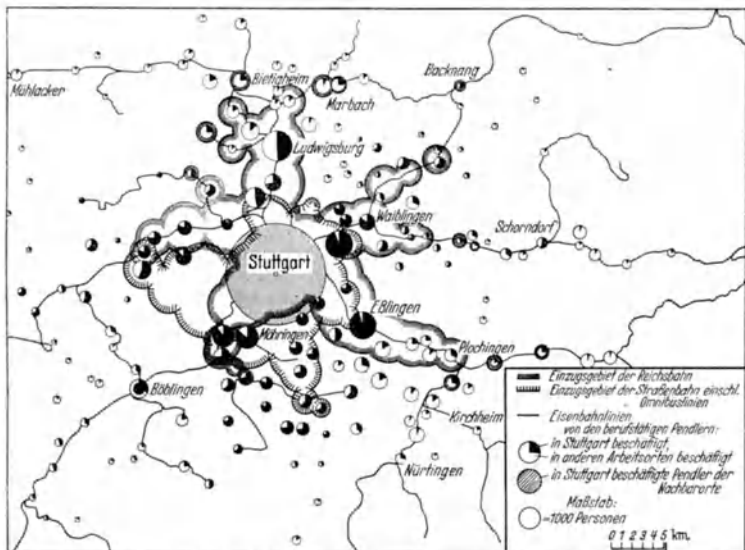 Mühlacker
Bietigheim
Marbach
Backnang
Ludwigsburg
Waiblingen
Schorndorf
Stuttgart
Eßlingen
Möhringen
Plochingen
Böblingen
Kirchheim
Nürtingen
Einzugsgebiet der Reichsbahn
Einzugsgebiet der Straßenbahn einschl.
Omnibuslinien
Eisenbahnlinien
von den berufstätigen Pendlern:
in Stuttgart beschäftigt,
in anderen Arbeitsorten beschäftigt
in Stuttgart beschäftigte Pendler der
Nachbarorte
Maßstab:
=1000 Personen
0 1 2 3 4 5 km